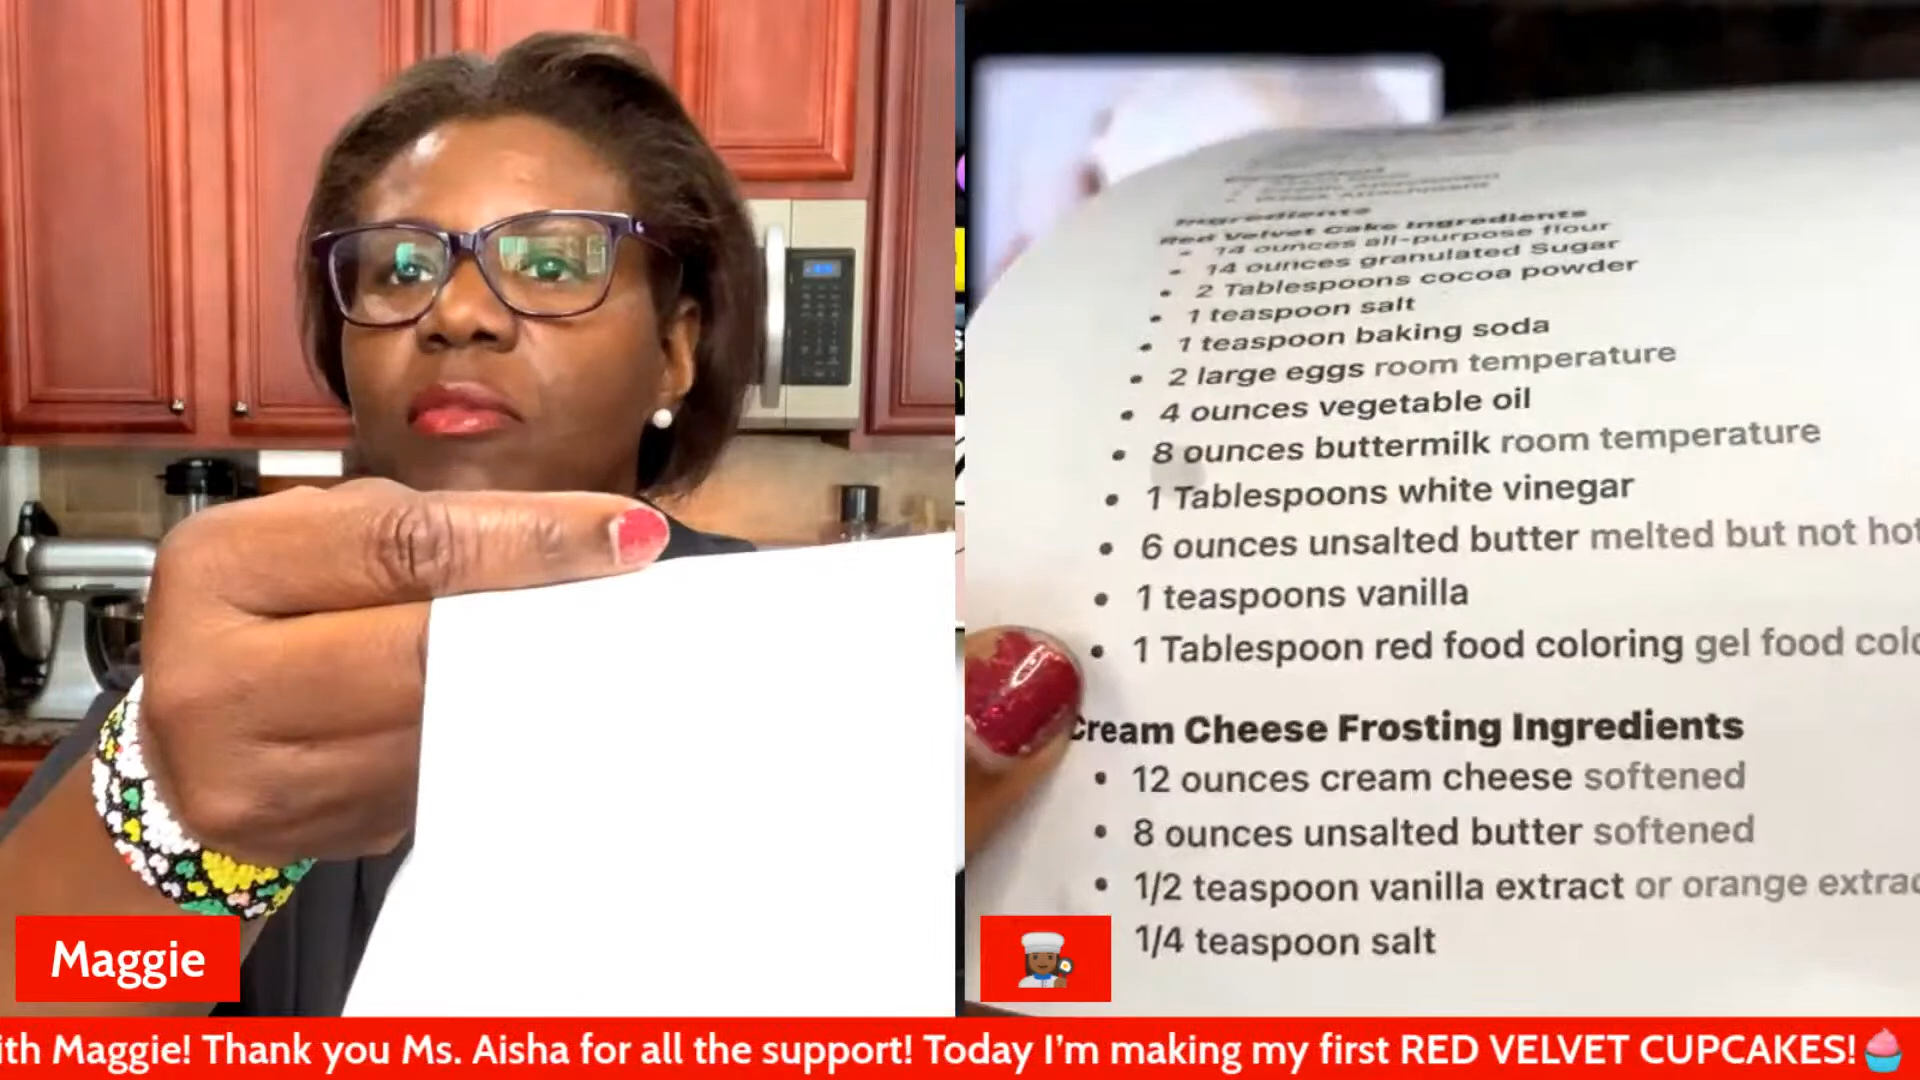 Ingredients
Red Velvet Cake Ingredients
14 ounces all-purpose flour
14 ounces granulated Sugar
2 Tablespoons cocoa powder
1 teaspoon salt
1 teaspoon baking soda
2 large eggs room temperature
4 ounces vegetable oil
8 ounces buttermilk room temperature
1 Tablespoons white vinegar
6 ounces unsalted butter melted but not hot
1 teaspoons vanilla
1 Tablespoon red food coloring gel food colo
Cream Cheese Frosting Ingredients
12 ounces cream cheese softened
8 ounces unsalted butter softened
1/2 teaspoon vanilla extract or orange extrac
1/4 teaspoon salt
Maggie
ith Maggie! Thank you Ms. Aisha for all the support! Today I'm making my first RED VELVET CUPCAKES!🧁